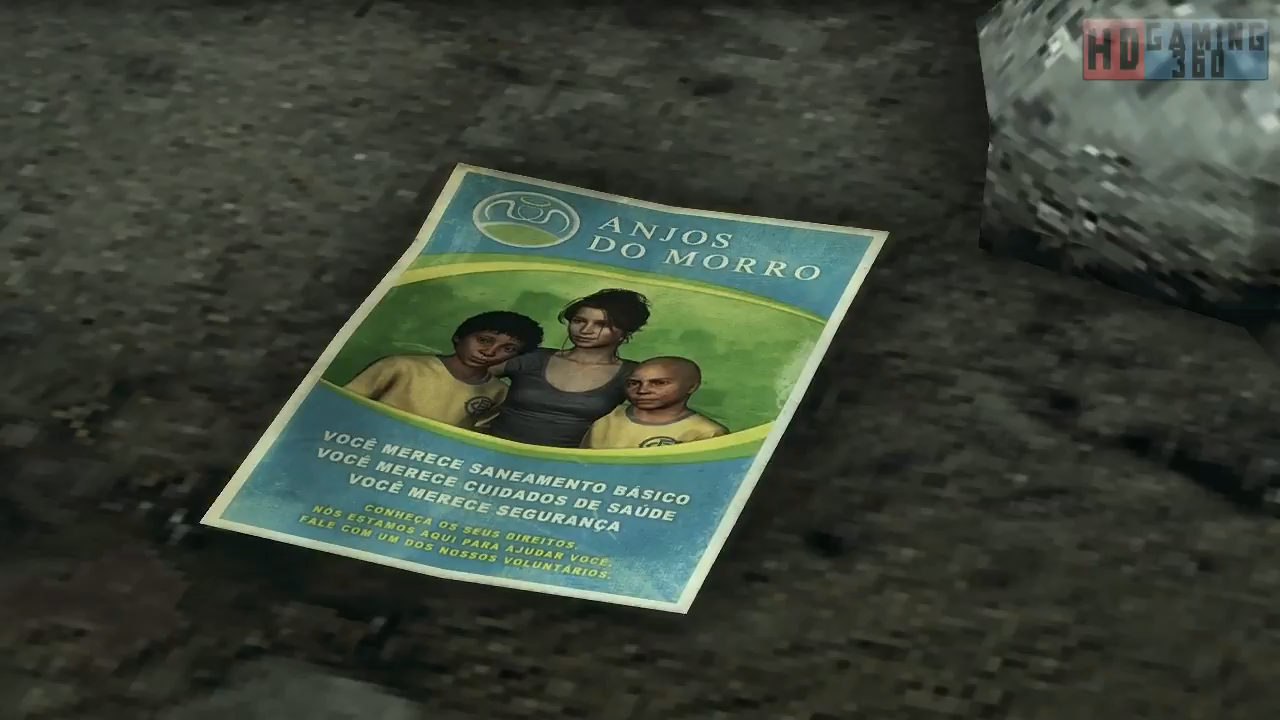 HD GAMING
360
ANJOS
DO MORRO
VOCÊ MERECE SANEAMENTO BÁSICO
VOCÊ MERECE CUIDADOS DE SAÚDE
VOCÊ MERECE SEGURANÇA
CONHEÇA OS SEUS DIREITOS.
NÓS ESTAMOS AQUI PARA AJUDAR VOCÊ.
FALE COM UM DOS NOSSOS VOLUNTÁRIOS.